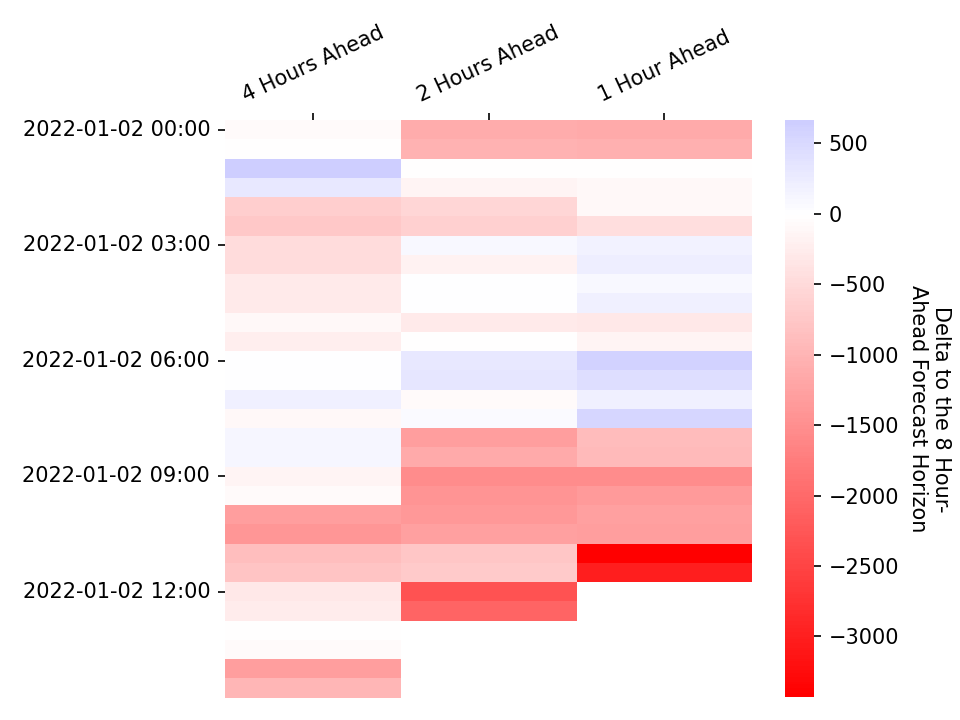 4 Hours Ahead
2 Hours Ahead
1 Hour Ahead
2022-01-02 00:00
2022-01-02 03:00
2022-01-02 06:00
2022-01-02 09:00
2022-01-02 12:00
500
0
−500
−1000
−1500
−2000
−2500
−3000
Delta to the 8 Hour-
Ahead Forecast Horizon